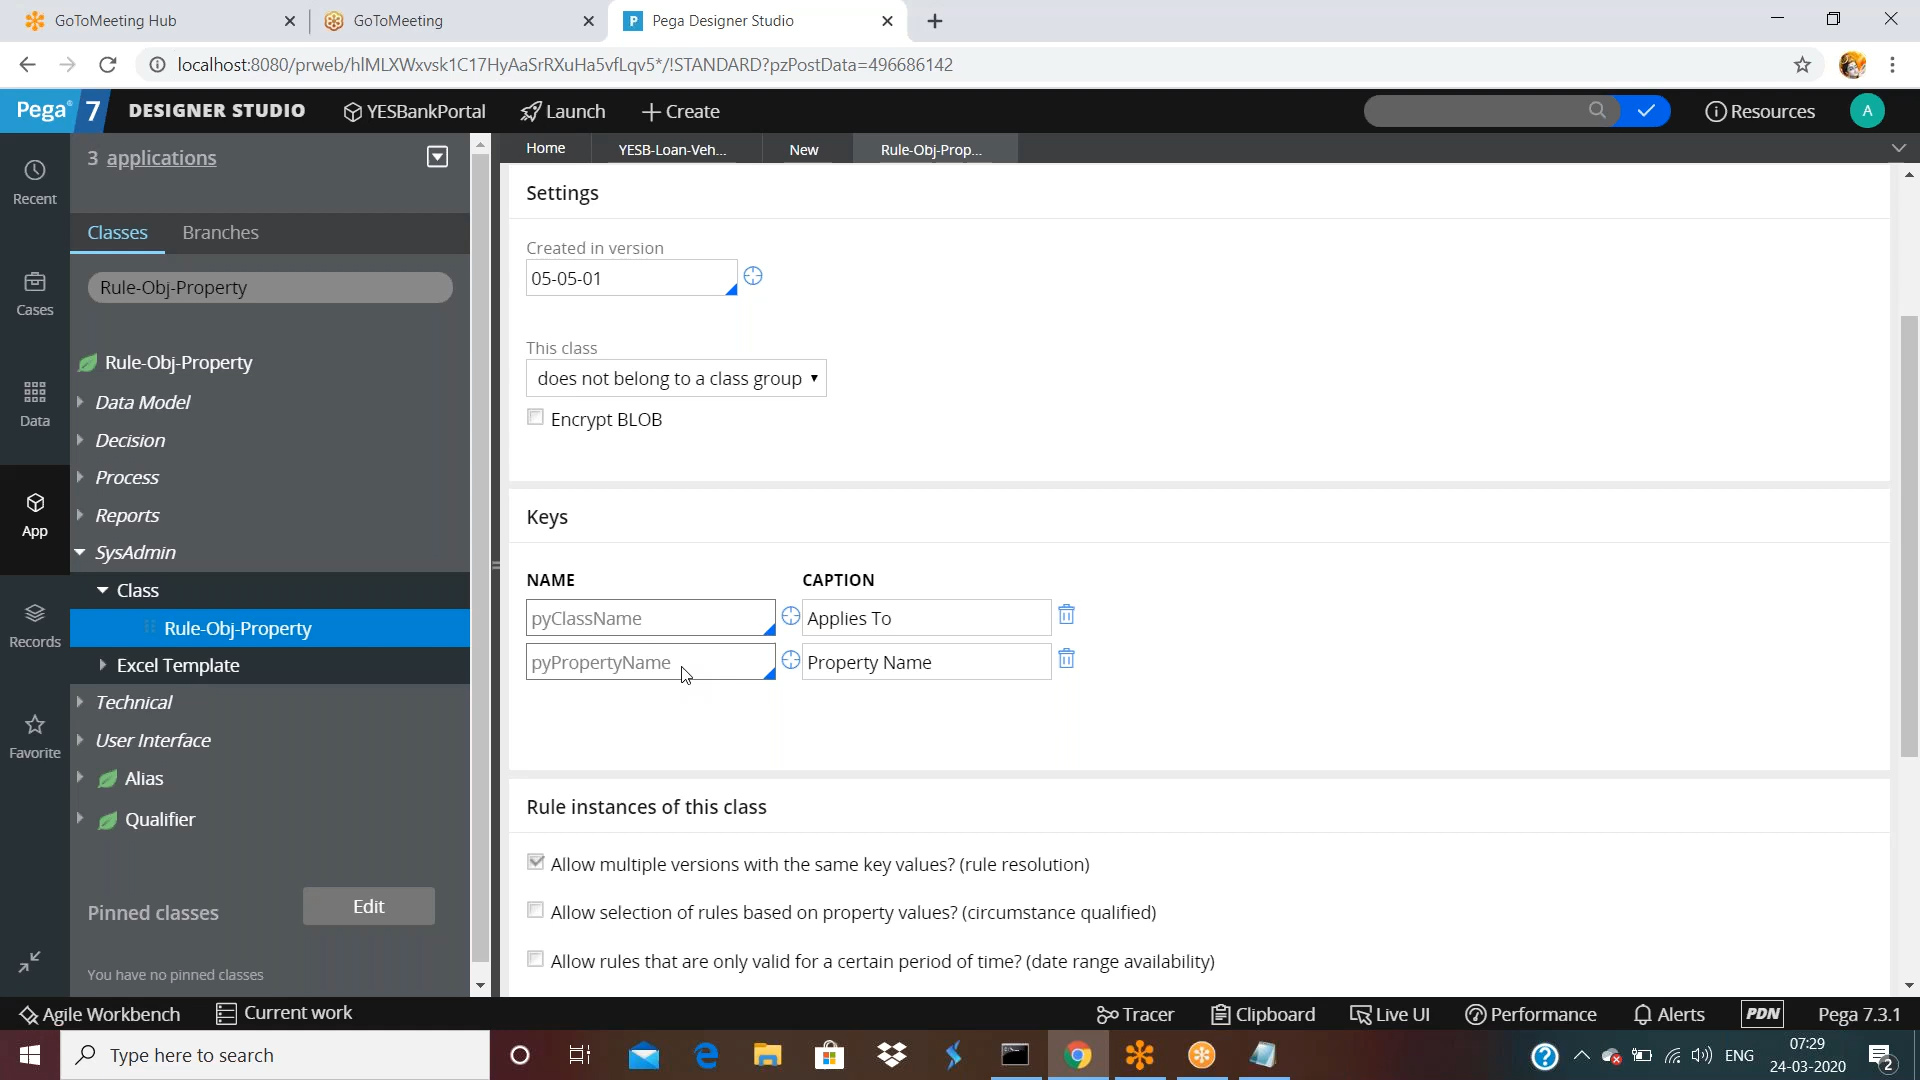 GoToMeeting Hub
GoToMeeting
P Pega Designer Studio
localhost:8080/prweb/hIMLXWxvsk1C17HyAaSrRXuHa5vfLqv5*/!STANDARD?pzPostData=496686142
Pega 7 DESIGNER STUDIO YESBankPortal Launch Create Resources A
3 applications
Home YESB-Loan-Veh... New Rule-Obj-Prop...
Recent
Cases
Data
App
Records
Favorite
Classes Branches
Rule-Obj-Property
Rule-Obj-Property
Data Model
Decision
Process
Reports
SysAdmin
Class
Rule-Obj-Property
Excel Template
Technical
User Interface
Alias
Qualifier
Pinned classes Edit
You have no pinned classes
Settings
Created in version
05-05-01
This class
does not belong to a class group
Encrypt BLOB
Keys
NAME CAPTION
pyClassName Applies To
pyPropertyName Property Name
Rule instances of this class
Allow multiple versions with the same key values? (rule resolution)
Allow selection of rules based on property values? (circumstance qualified)
Allow rules that are only valid for a certain period of time? (date range availability)
Agile Workbench Current work Tracer Clipboard Live UI Performance Alerts PDN Pega 7.3.1
Type here to search
ENG
07:29
24-03-2020
2